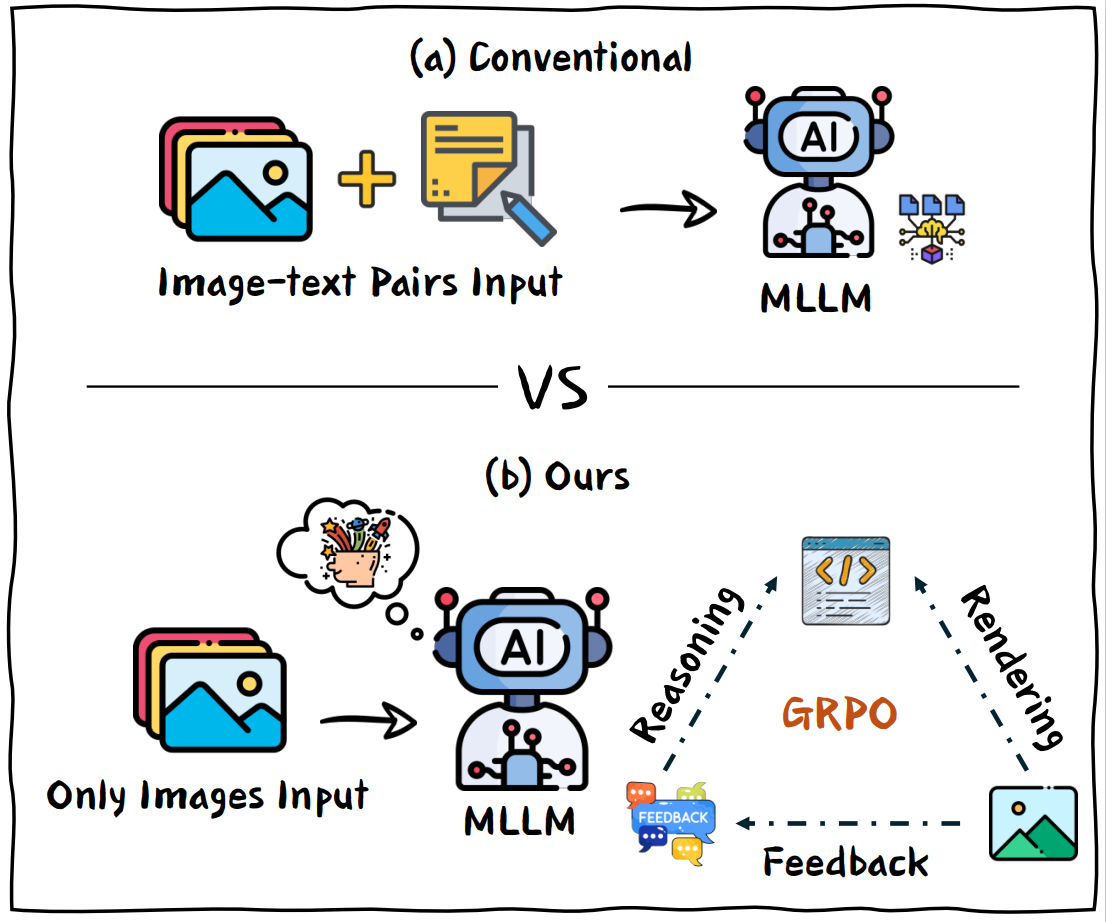 (a) Conventional
AI
Image-text Pairs Input
MLLM
VS
(b) Ours
AI
</>
Reasoning
Rendering
GRPO
Only Images Input
MLLM
FEEDBACK
Feedback